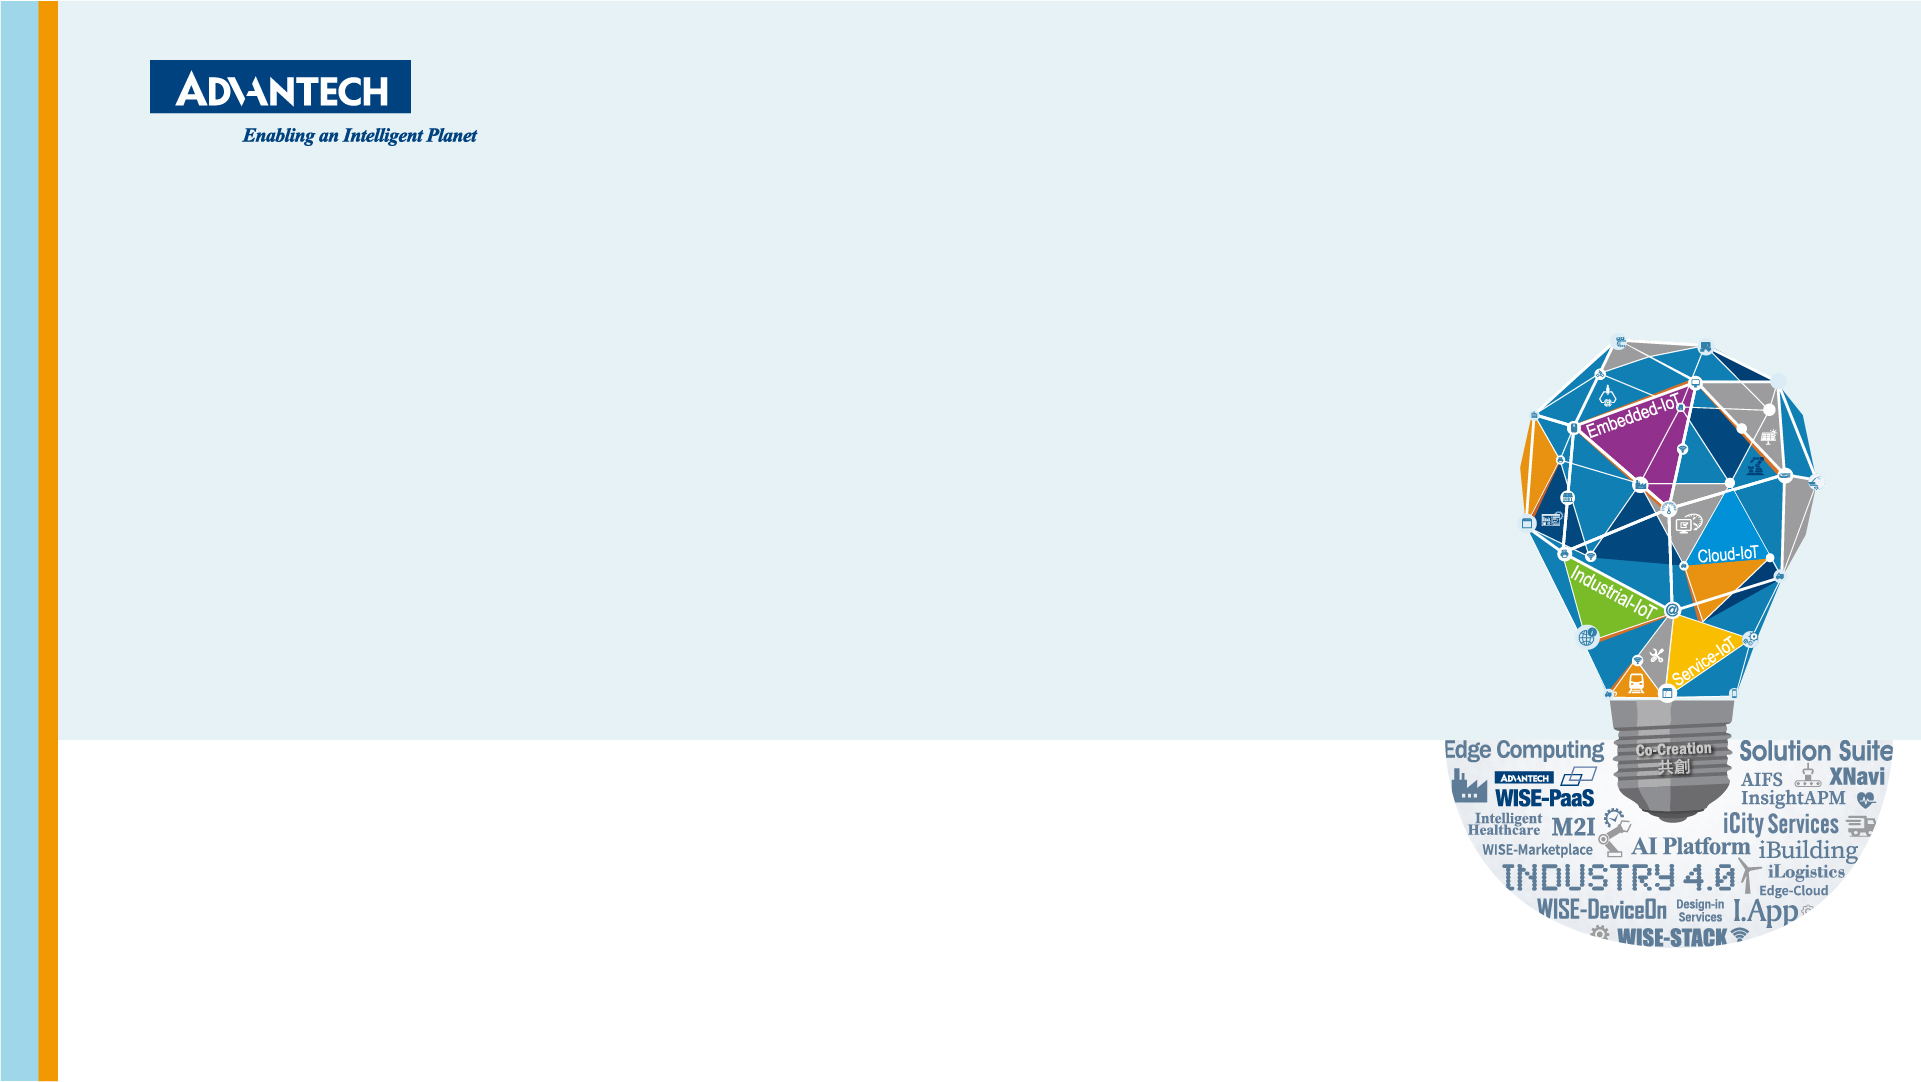 ADVANTECH
Enabling an Intelligent Planet
Embedded-IoT
Cloud-IoT
Industrial-IoT
Service-IoT
Edge Computing
Co-Creation
共創
Solution Suite
ADVANTECH
WISE-PaaS
AIFS
XNavi
InsightAPM
Intelligent
Healthcare
M2I
iCity Services
WISE-Marketplace
AI Platform
iBuilding
INDUSTRY 4.0
iLogistics
Edge-Cloud
WISE-DeviceOn
Design-in
Services
I.App
WISE-STACK